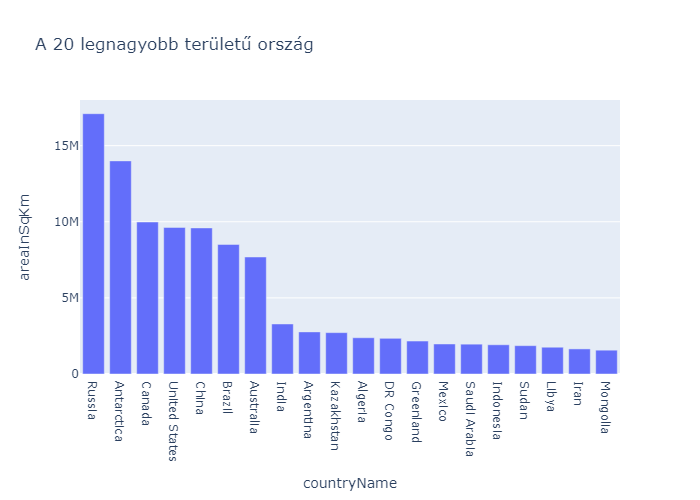 A 20 legnagyobb területű ország
areaInSqKm
15M
10M
5M
0
Russia
Antarctica
Canada
United States
China
Brazil
Australia
India
Argentina
Kazakhstan
Algeria
DR Congo
Greenland
Mexico
Saudi Arabia
Indonesia
Sudan
Libya
Iran
Mongolia
countryName